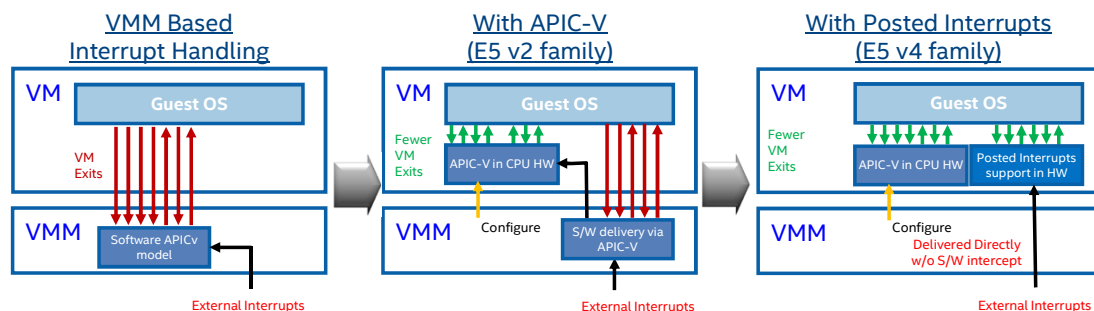 VMM Based
Interrupt Handling
VM
Guest OS
VM
Exits
VMM
Software APICv
model
External Interrupts
With APIC-V
(E5 v2 family)
VM
Guest OS
Fewer
VM
Exits
APIC-V in CPU HW
VMM
Configure
S/W delivery via
APIC-V
External Interrupts
With Posted Interrupts
(E5 v4 family)
VM
Guest OS
Fewer
VM
Exits
APIC-V in CPU HW
Posted Interrupts
support in HW
VMM
Configure
Delivered Directly
w/o S/W intercept
External Interrupts